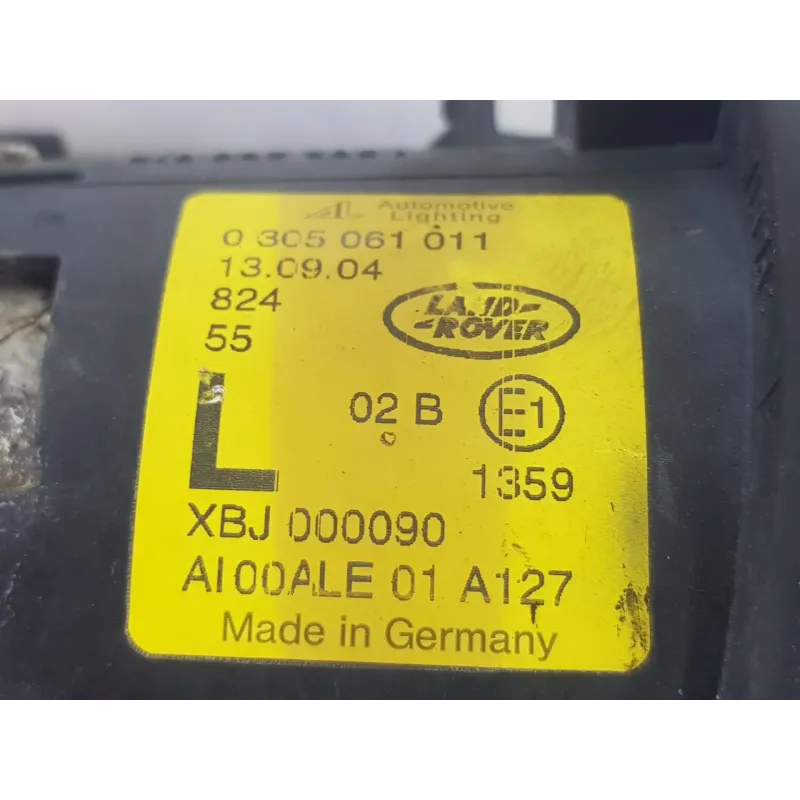 AL Automotive
Lighting
0 305 061 011
13.09.04
824
55
LAND-
-ROVER
L
02 B
E1
1359
XBJ 000090
AI00ALE 01 A127
Made in Germany